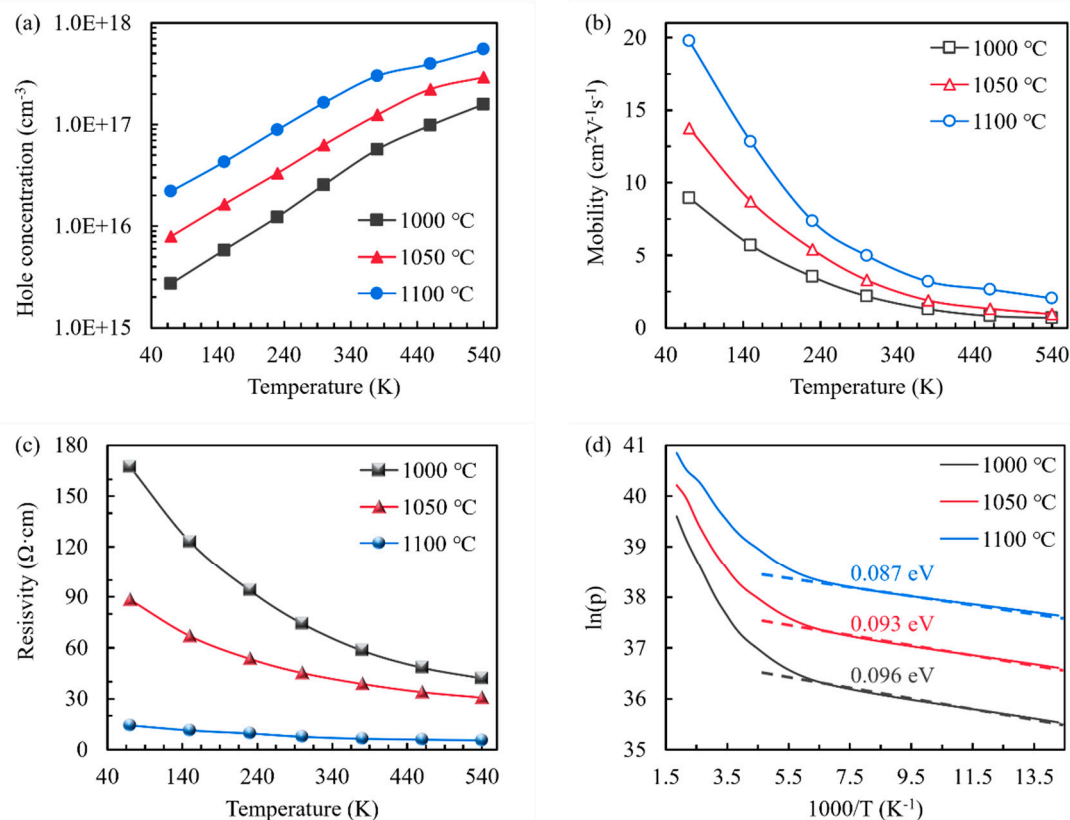 (a)
Hole concentration (cm-3)
1.0E+18
1.0E+17
1.0E+16
1.0E+15
1000 °C
1050 °C
1100 °C
40 140 240 340 440 540
Temperature (K)
(b)
Mobility (cm2V-1s-1)
20
15
10
5
0
1000 °C
1050 °C
1100 °C
40 140 240 340 440 540
Temperature (K)
(c)
Resisvity (Ω·cm)
180
150
120
90
60
30
0
1000 °C
1050 °C
1100 °C
40 140 240 340 440 540
Temperature (K)
(d)
ln(p)
41
40
39
38
37
36
35
1000 °C
1050 °C
1100 °C
0.087 eV
0.093 eV
0.096 eV
1.5 3.5 5.5 7.5 9.5 11.5 13.5
1000/T (K-1)